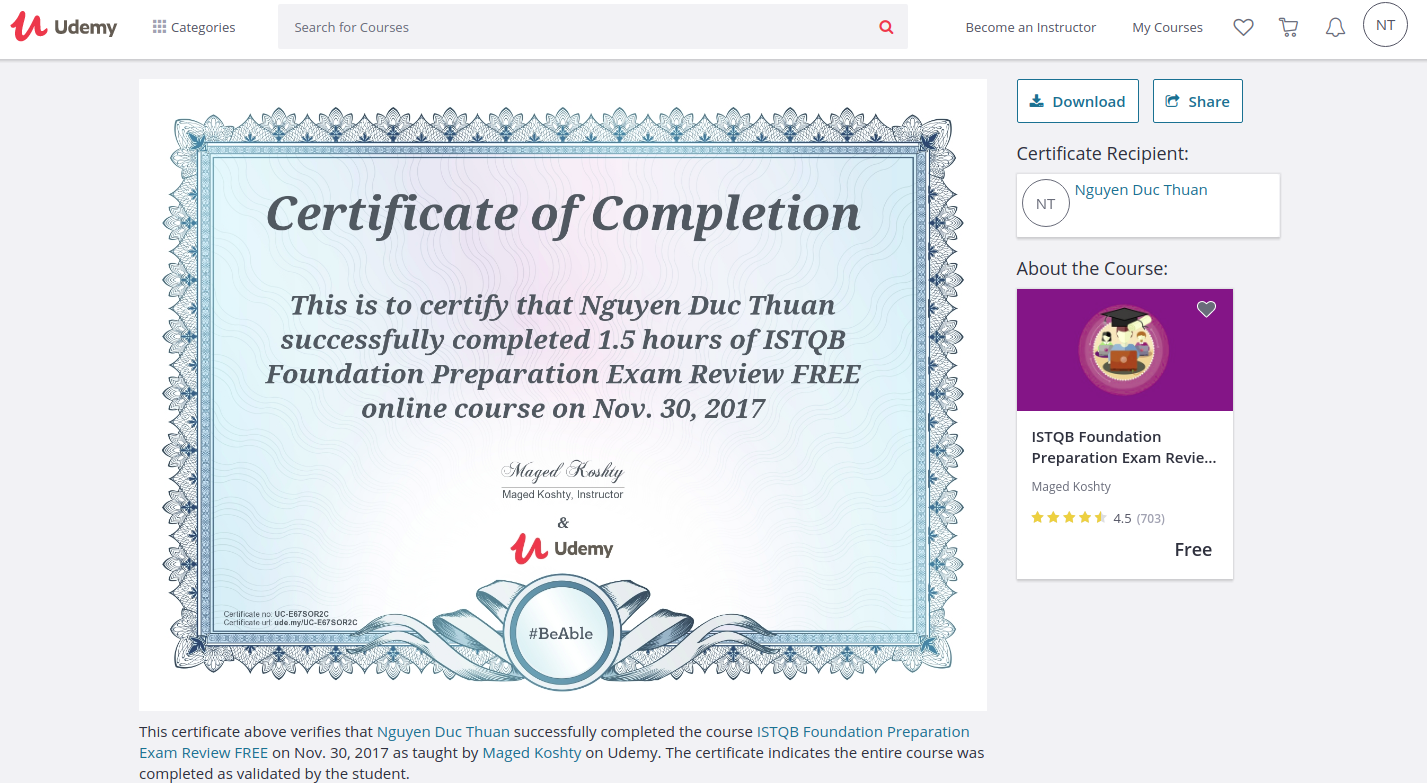 Udemy
Categories
Search for Courses
Become an Instructor
My Courses
NT
Certificate of Completion
This is to certify that Nguyen Duc Thuan
successfully completed 1.5 hours of ISTQB
Foundation Preparation Exam Review FREE
online course on Nov. 30, 2017
Maged Koshty
Maged Koshty, Instructor
&
Udemy
#BeAble
Certificate no: UC-E67SOR2C
Certificate url: ude.my/UC-E67SOR2C
Download
Share
Certificate Recipient:
NT
Nguyen Duc Thuan
About the Course:
ISTQB Foundation
Preparation Exam Revie...
Maged Koshty
4.5 (703)
Free
This certificate above verifies that Nguyen Duc Thuan successfully completed the course ISTQB Foundation Preparation
Exam Review FREE on Nov. 30, 2017 as taught by Maged Koshty on Udemy. The certificate indicates the entire course was
completed as validated by the student.